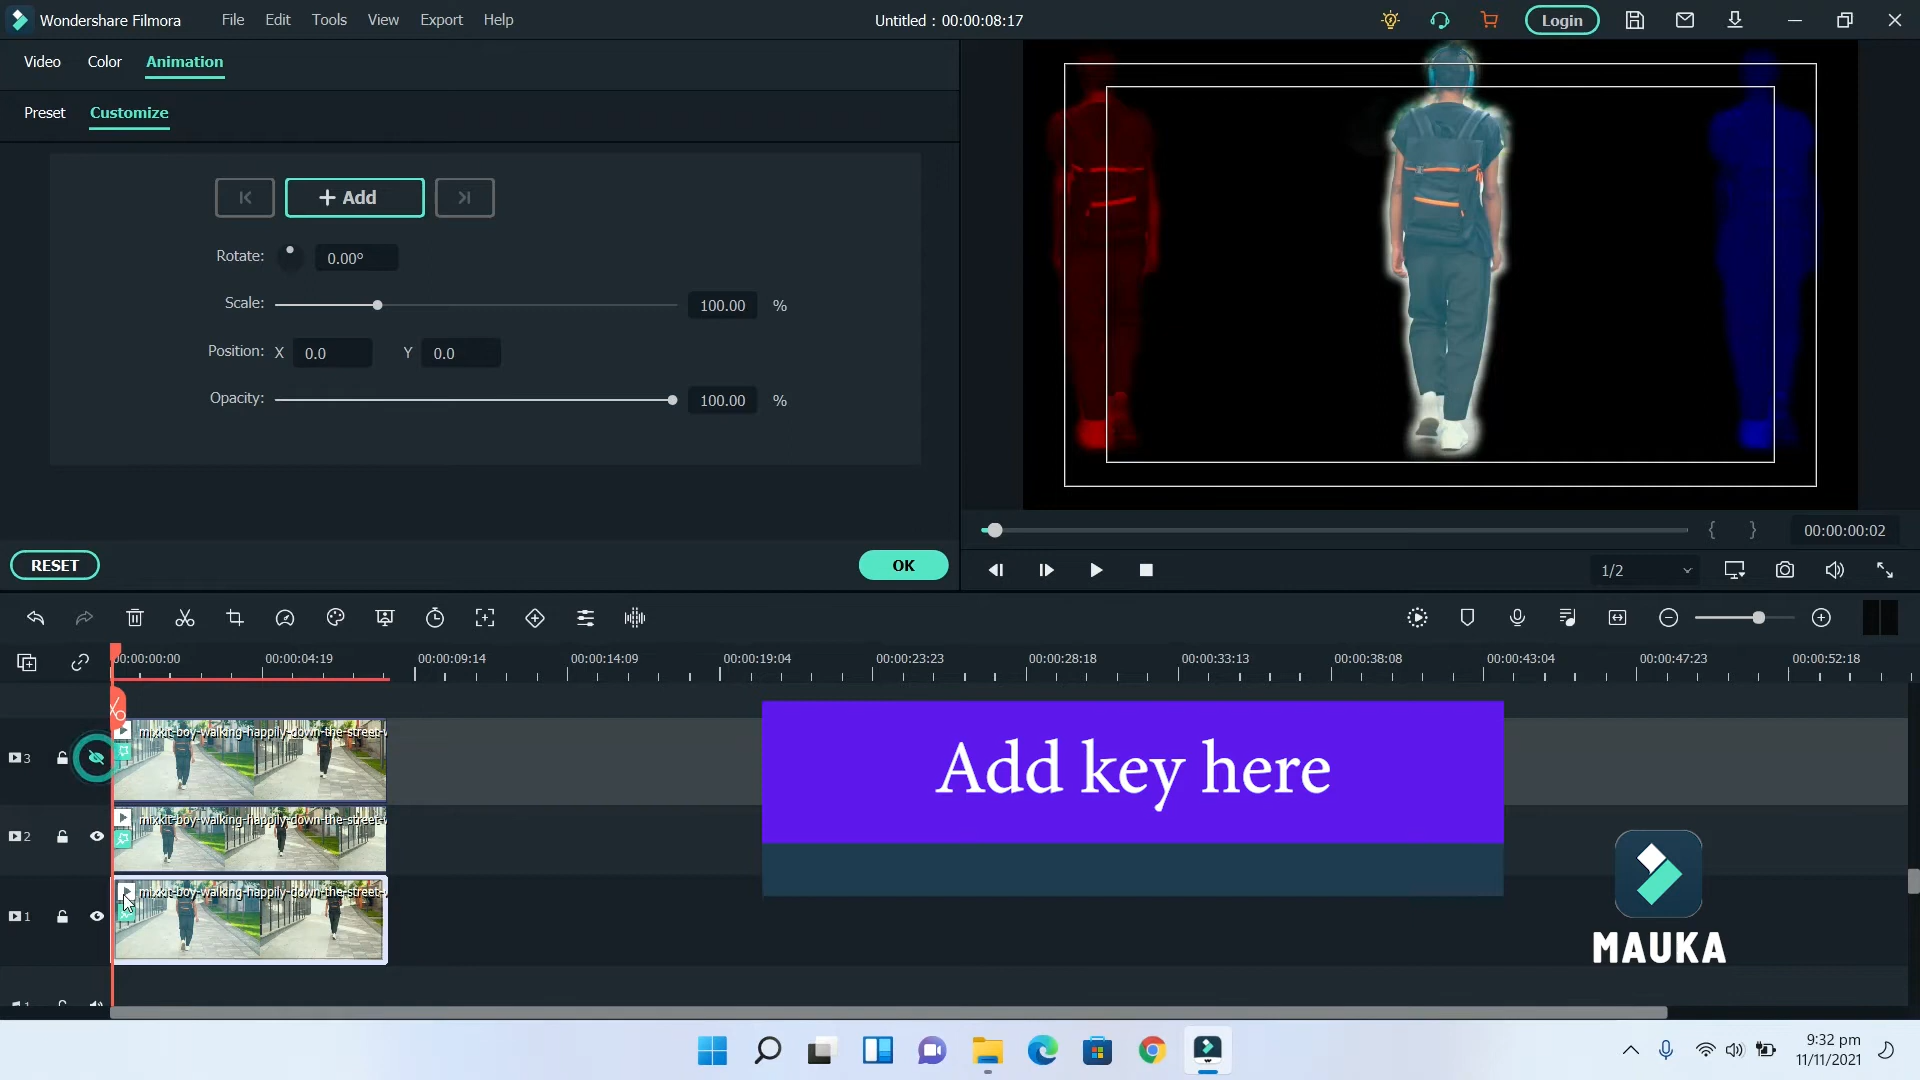 Wondershare Filmora File Edit Tools View Export Help Untitled : 00:00:08:17 Login
Video Color Animation
Preset Customize
Add
Rotate: 0.00°
Scale: 100.00 %
Position: X 0.0 Y 0.0
Opacity: 100.00 %
RESET OK
{ } 00:00:00:02
1/2
00:00:00:00 00:00:04:19 00:00:09:14 00:00:14:09 00:00:19:04 00:00:23:23 00:00:28:18 00:00:33:13 00:00:38:08 00:00:43:04 00:00:47:23 00:00:52:18
mixkit-boy-walking-happily-down-the-street-w
3
mixkit-boy-walking-happily-down-the-street-w
2
mixkit-boy-walking-happily-down-the-street-
1
Add key here
MAUKA
1
9:32 pm
11/11/2021